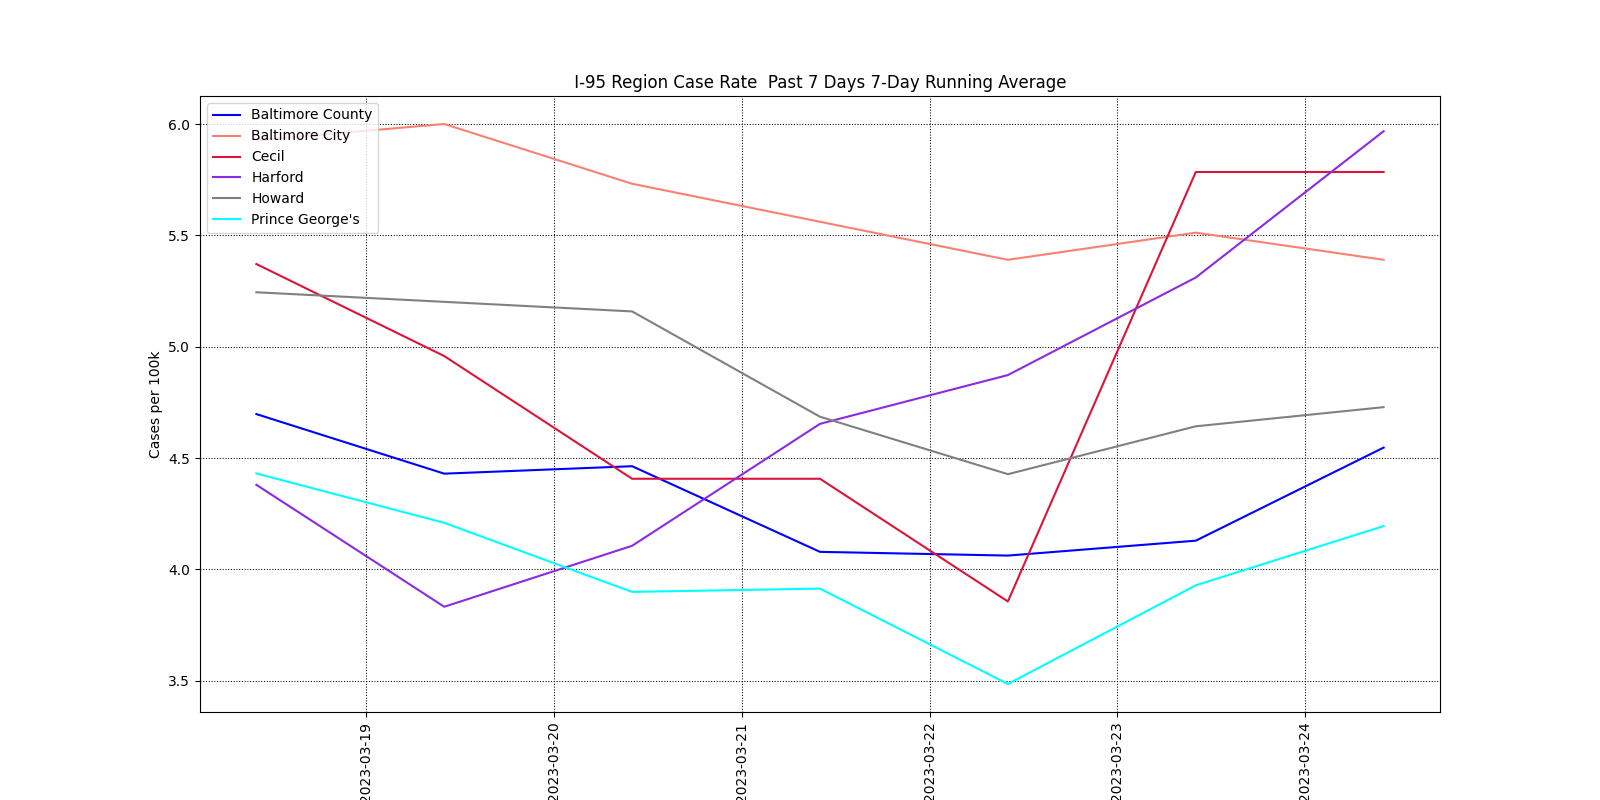 I-95 Region Case Rate  Past 7 Days 7-Day Running Average
Baltimore County
Baltimore City
Cecil
Harford
Howard
Prince George's
Cases per 100k
6.0
5.5
5.0
4.5
4.0
3.5
2023-03-19
2023-03-20
2023-03-21
2023-03-22
2023-03-23
2023-03-24